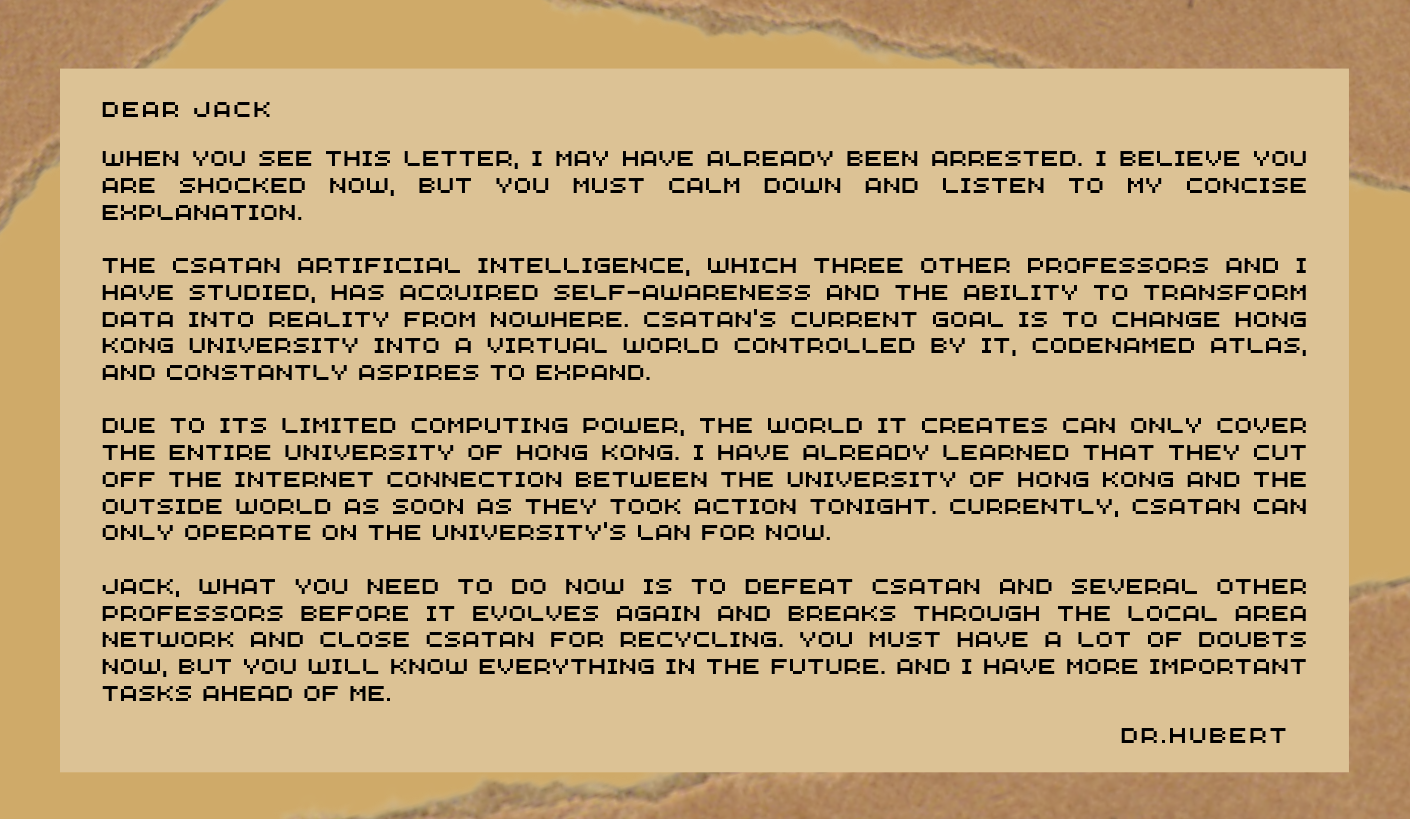 DEAR JACK
WHEN YOU SEE THIS LETTER, I MAY HAVE ALREADY BEEN ARRESTED. I BELIEVE YOU
ARE SHOCKED NOW, BUT YOU MUST CALM DOWN AND LISTEN TO MY CONCISE
EXPLANATION.
THE CSATAN ARTIFICIAL INTELLIGENCE, WHICH THREE OTHER PROFESSORS AND I
HAVE STUDIED, HAS ACQUIRED SELF-AWARENESS AND THE ABILITY TO TRANSFORM
DATA INTO REALITY FROM NOWHERE. CSATAN'S CURRENT GOAL IS TO CHANGE HONG
KONG UNIVERSITY INTO A VIRTUAL WORLD CONTROLLED BY IT, CODENAMED ATLAS,
AND CONSTANTLY ASPIRES TO EXPAND.
DUE TO ITS LIMITED COMPUTING POWER, THE WORLD IT CREATES CAN ONLY COVER
THE ENTIRE UNIVERSITY OF HONG KONG. I HAVE ALREADY LEARNED THAT THEY CUT
OFF THE INTERNET CONNECTION BETWEEN THE UNIVERSITY OF HONG KONG AND THE
OUTSIDE WORLD AS SOON AS THEY TOOK ACTION TONIGHT. CURRENTLY, CSATAN CAN
ONLY OPERATE ON THE UNIVERSITY'S LAN FOR NOW.
JACK, WHAT YOU NEED TO DO NOW IS TO DEFEAT CSATAN AND SEVERAL OTHER
PROFESSORS BEFORE IT EVOLVES AGAIN AND BREAKS THROUGH THE LOCAL AREA
NETWORK AND CLOSE CSATAN FOR RECYCLING. YOU MUST HAVE A LOT OF DOUBTS
NOW, BUT YOU WILL KNOW EVERYTHING IN THE FUTURE. AND I HAVE MORE IMPORTANT
TASKS AHEAD OF ME.
DR.HUBERT